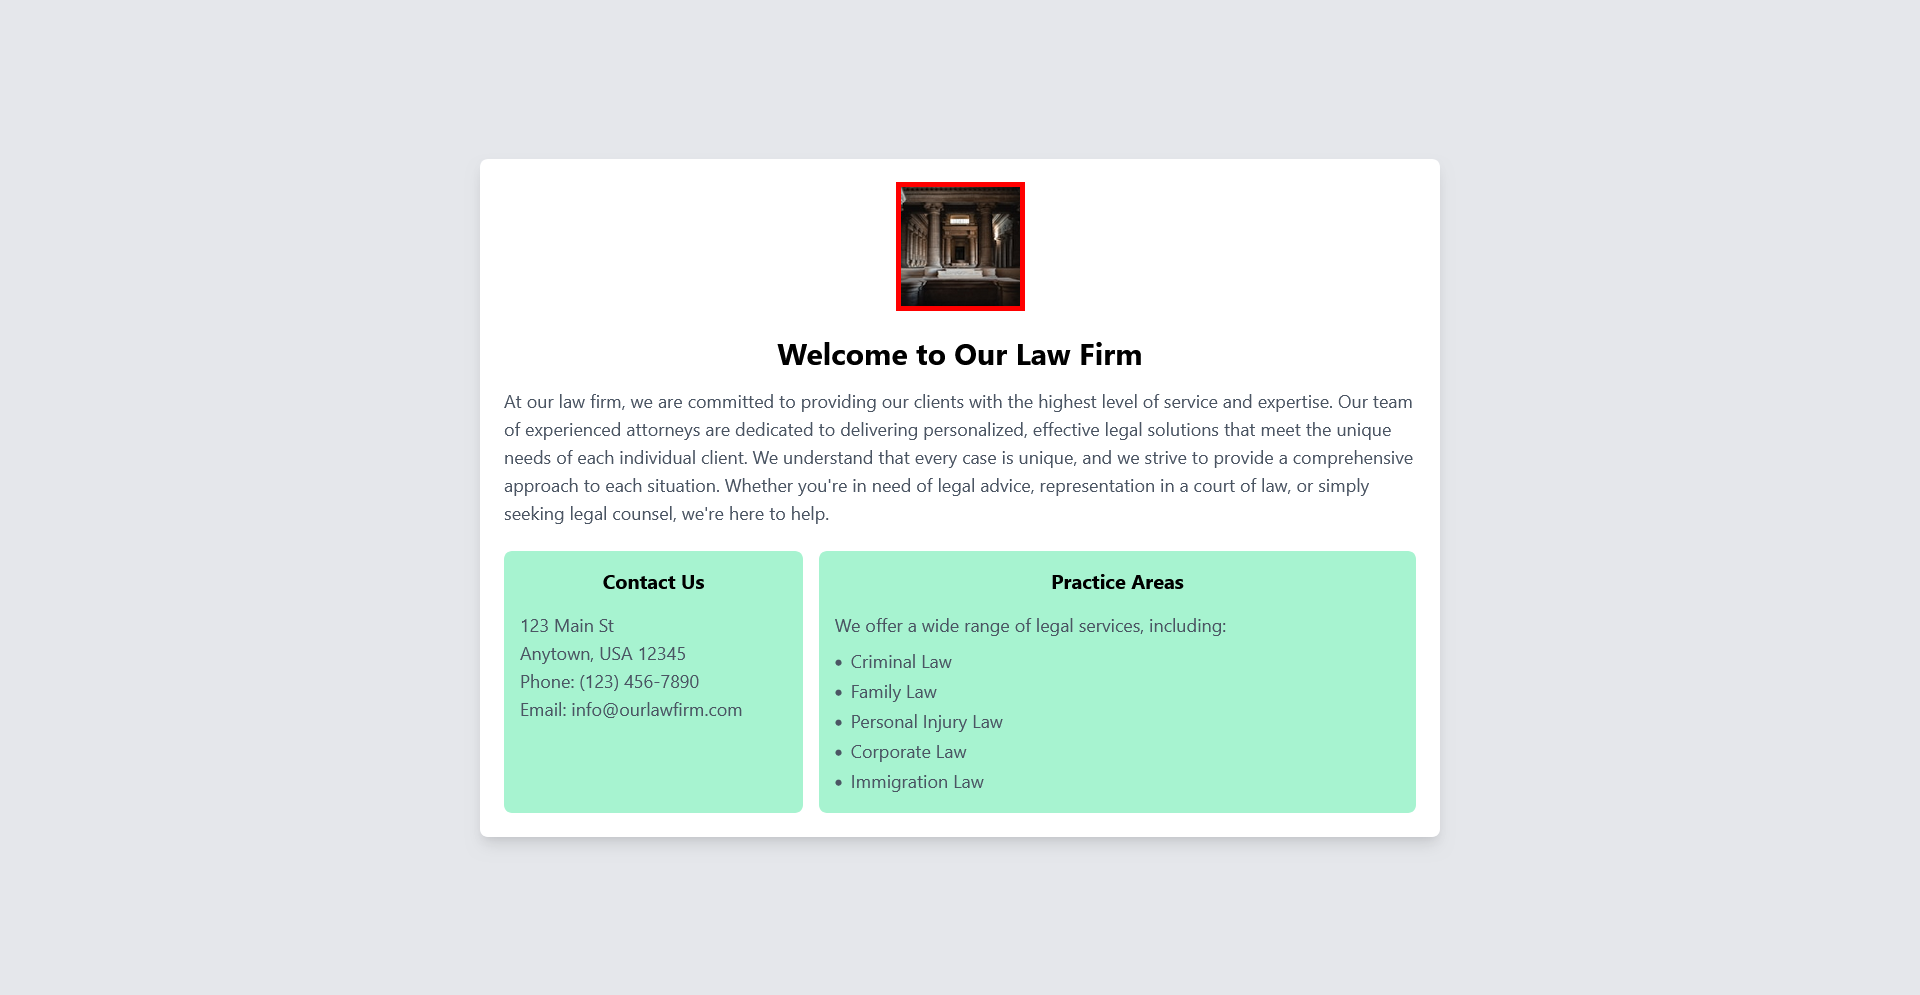 Welcome to Our Law Firm
At our law firm, we are committed to providing our clients with the highest level of service and expertise. Our team
of experienced attorneys are dedicated to delivering personalized, effective legal solutions that meet the unique
needs of each individual client. We understand that every case is unique, and we strive to provide a comprehensive
approach to each situation. Whether you're in need of legal advice, representation in a court of law, or simply
seeking legal counsel, we're here to help.
Contact Us
123 Main St
Anytown, USA 12345
Phone: (123) 456-7890
Email: info@ourlawfirm.com
Practice Areas
We offer a wide range of legal services, including:
• Criminal Law
• Family Law
• Personal Injury Law
• Corporate Law
• Immigration Law